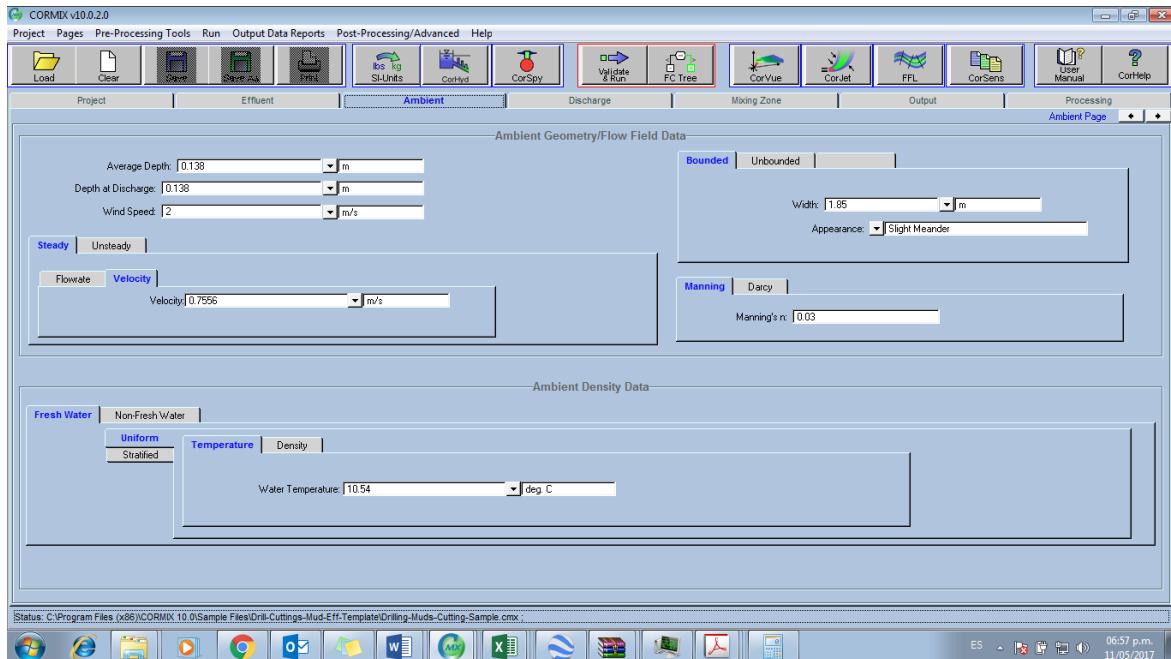 CORMIX v10.0.2.0
Project Pages Pre-Processing Tools Run Output Data Reports Post-Processing/Advanced Help
Load Clear Save Save As Print lbs kg SI-Units CorHyd CorSpy Validate & Run FC Tree CorVue CorJet FFL CorSens User Manual CorHelp
Project Effluent Ambient Discharge Mixing Zone Output Processing
Ambient Page
Ambient Geometry/Flow Field Data
Average Depth: 0.138 m
Depth at Discharge: 0.138 m
Wind Speed: 2 m/s
Bounded Unbounded
Width: 1.85 m
Appearance: Slight Meander
Steady Unsteady
Flowrate Velocity
Velocity: 0.7556 m/s
Manning Darcy
Manning's n: 0.03
Ambient Density Data
Fresh Water Non-Fresh Water
Uniform
Stratified
Temperature Density
Water Temperature: 10.54 deg. C
Status: C:\Program Files (x86)\CORMIX 10.0\Sample Files\Drill-Cuttings-Mud-Eff-Template\Drilling-Muds-Cutting-Sample.cmx ;
ES
06:57 p.m.
11/05/2017